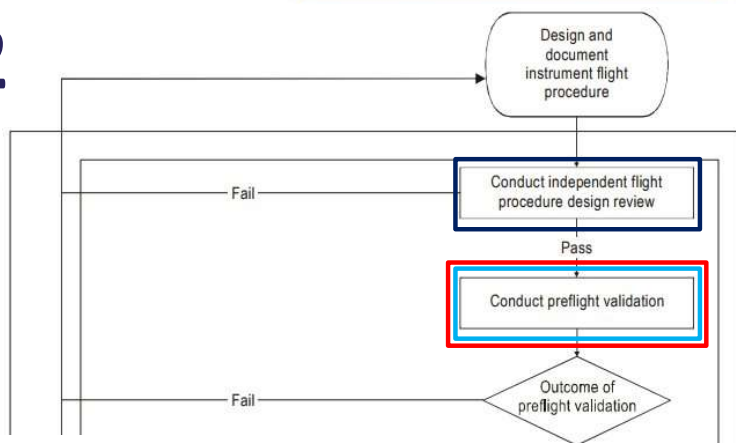 Design and
document
instrument flight
procedure
Conduct independent flight
procedure design review
Fail
Pass
Conduct preflight validation
Outcome of
preflight validation
Fail